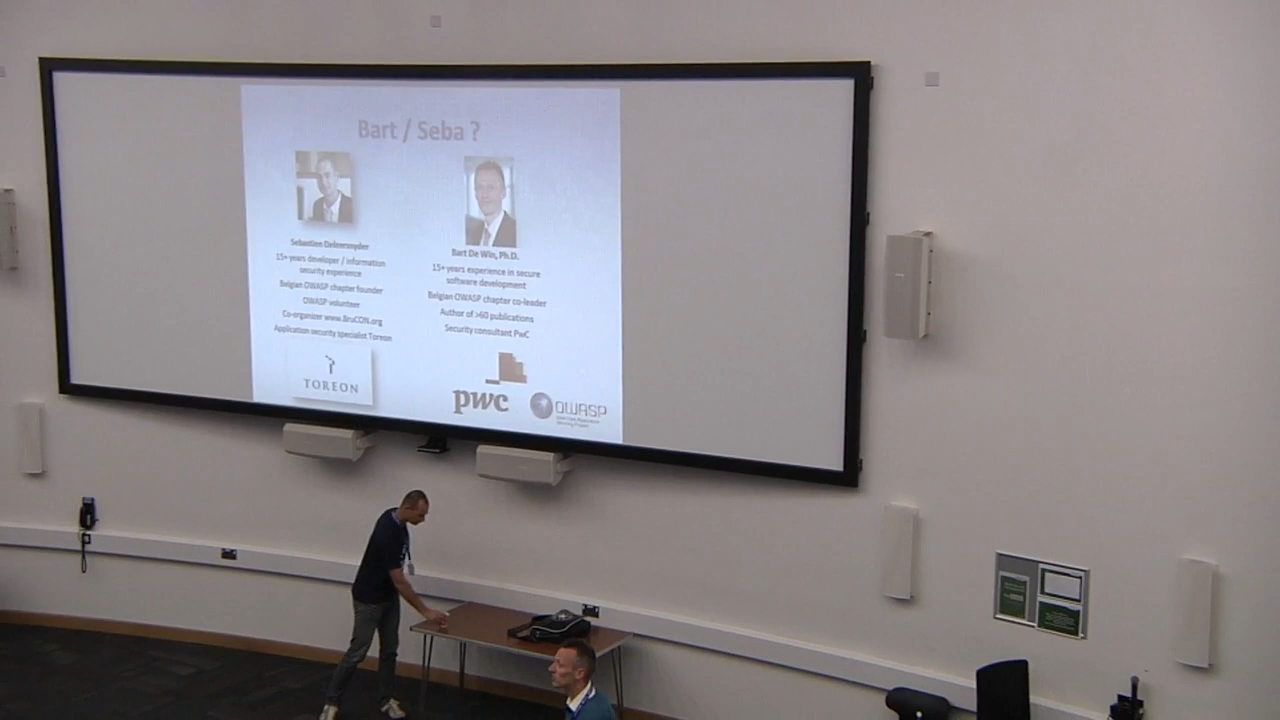 Bart / Seba ?
Sebastien Deleersnyder
15+ years developer / information
security experience
Belgian OWASP chapter founder
OWASP volunteer
Co-organizer www.BruCON.org
Application security specialist Toreon
TOREON
Bart De Win, Ph.D.
15+ years experience in secure
software development
Belgian OWASP chapter co-leader
Author of >60 publications
Security consultant PwC
pwc
OWASP